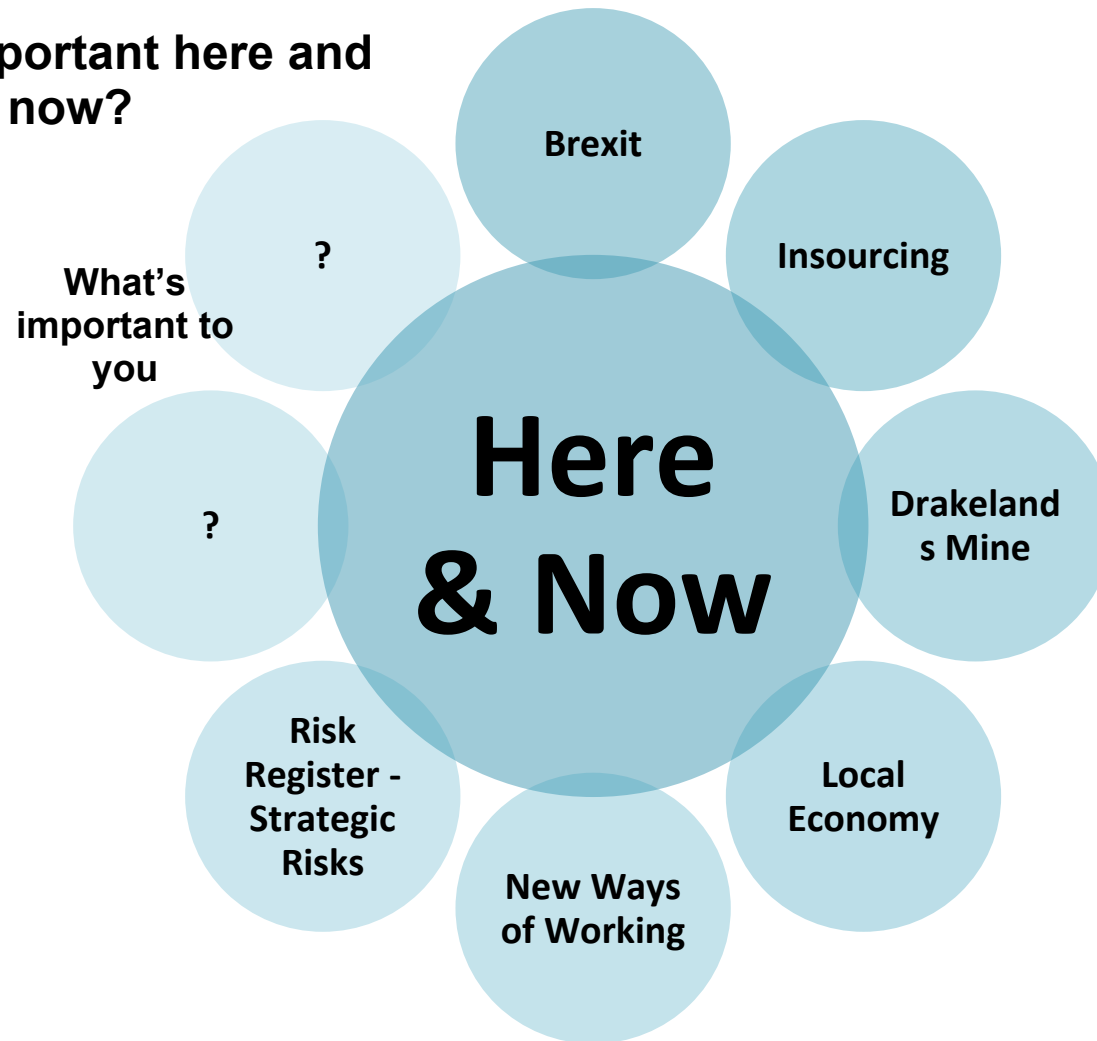 portant here and
now?
Brexit
?
Insourcing
What's
important to
you
Here
& Now
Drakeland
s Mine
?
Risk
Register -
Strategic
Risks
Local
Economy
New Ways
of Working